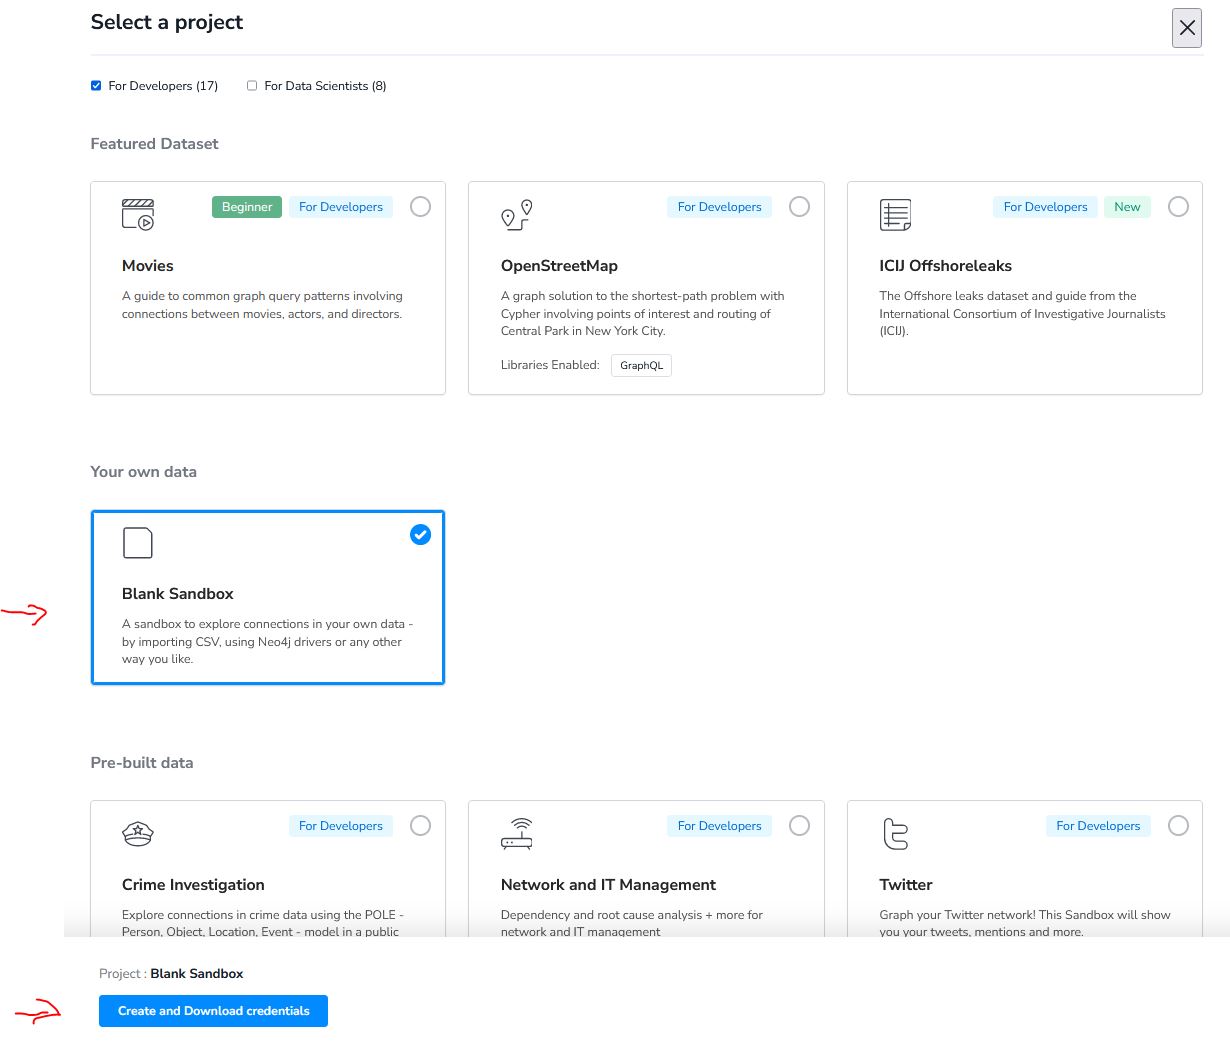 Select a project
For Developers (17)
For Data Scientists (8)
Featured Dataset
Beginner
For Developers
Movies
A guide to common graph query patterns involving
connections between movies, actors, and directors.
For Developers
OpenStreetMap
A graph solution to the shortest-path problem with
Cypher involving points of interest and routing of
Central Park in New York City.
Libraries Enabled: GraphQL
For Developers
New
ICIJ Offshoreleaks
The Offshore leaks dataset and guide from the
International Consortium of Investigative Journalists
(ICIJ).
Your own data
Blank Sandbox
A sandbox to explore connections in your own data -
by importing CSV, using Neo4j drivers or any other
way you like.
Pre-built data
For Developers
Crime Investigation
Explore connections in crime data using the POLE -
Person, Object, Location, Event - model in a public
For Developers
Network and IT Management
Dependency and root cause analysis + more for
network and IT management
For Developers
Twitter
Graph your Twitter network! This Sandbox will show
you your tweets, mentions and more.
Project : Blank Sandbox
Create and Download credentials